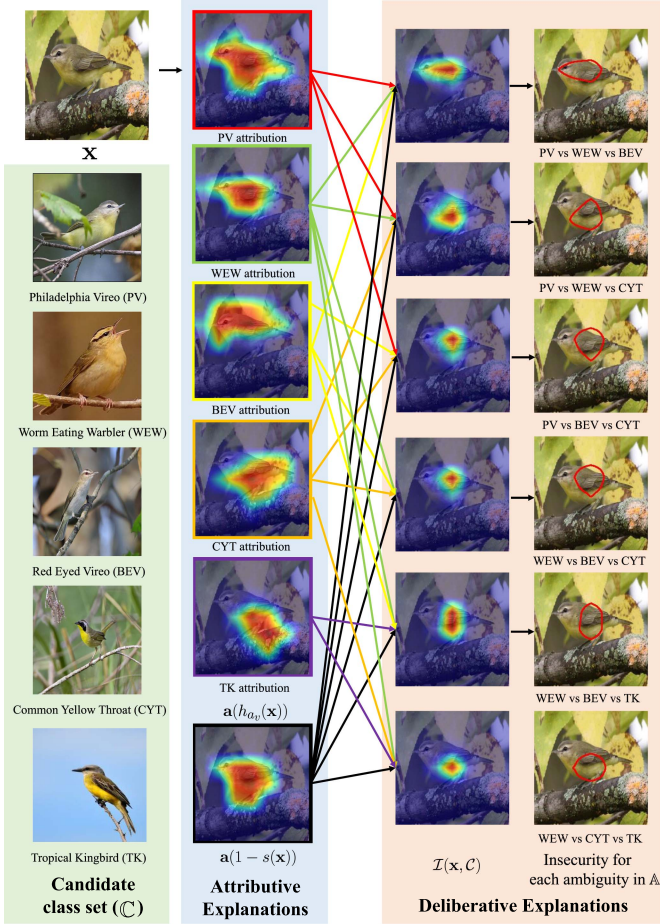 𝐱
Philadelphia Vireo (PV)
Worm Eating Warbler (WEW)
Red Eyed Vireo (BEV)
Common Yellow Throat (CYT)
Tropical Kingbird (TK)
Candidate
class set (ℂ)
PV attribution
WEW attribution
BEV attribution
CYT attribution
TK attribution
𝐚(h_{a_v}(𝐱))
𝐚(1 − s(𝐱))
Attributive
Explanations
PV vs WEW vs BEV
PV vs WEW vs CYT
PV vs BEV vs CYT
WEW vs BEV vs CYT
WEW vs BEV vs TK
WEW vs CYT vs TK
ℐ(𝐱, 𝒞)
Insecurity for
each ambiguity in 𝔸
Deliberative Explanations